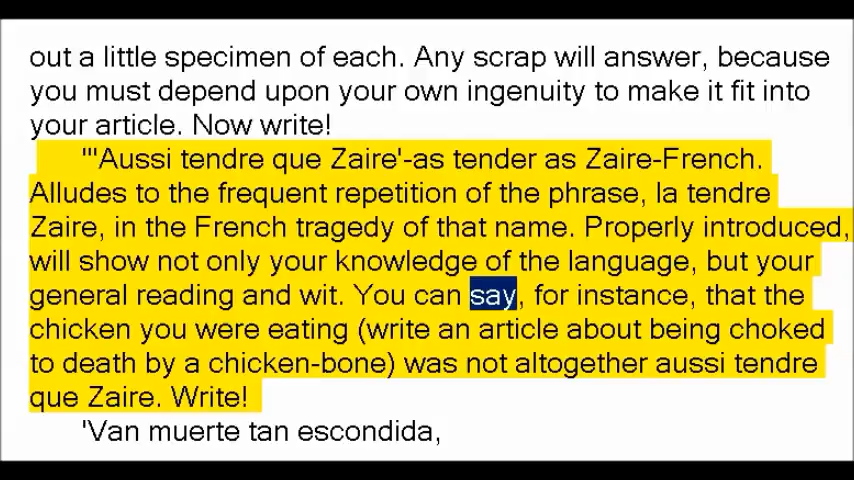 out a little specimen of each. Any scrap will answer, because
you must depend upon your own ingenuity to make it fit into
your article. Now write!
"'Aussi tendre que Zaire'-as tender as Zaire-French.
Alludes to the frequent repetition of the phrase, la tendre
Zaire, in the French tragedy of that name. Properly introduced,
will show not only your knowledge of the language, but your
general reading and wit. You can say, for instance, that the
chicken you were eating (write an article about being choked
to death by a chicken-bone) was not altogether aussi tendre
que Zaire. Write!
'Van muerte tan escondida,